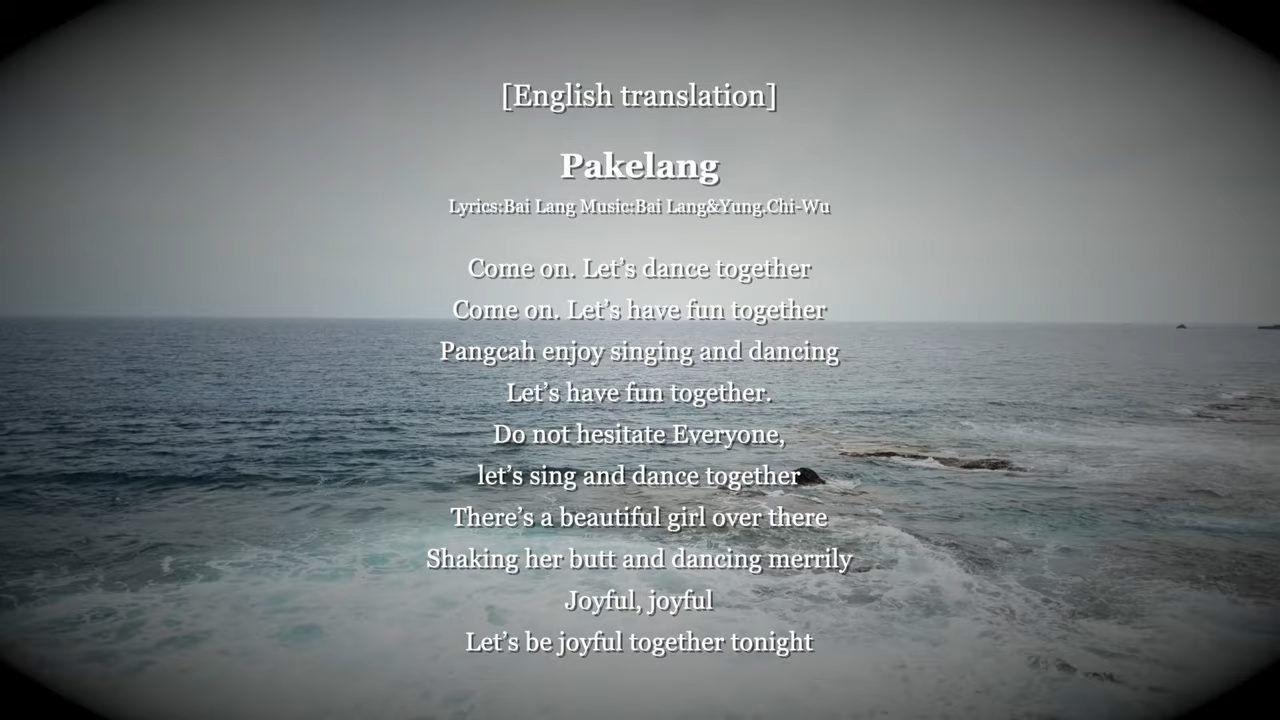 [English translation]
Pakelang
Lyrics:Bai Lang Music:Bai Lang&Yung.Chi-Wu
Come on. Let's dance together
Come on. Let's have fun together
Pangcah enjoy singing and dancing
Let's have fun together.
Do not hesitate Everyone,
let's sing and dance together
There's a beautiful girl over there
Shaking her butt and dancing merrily
Joyful, joyful
Let's be joyful together tonight